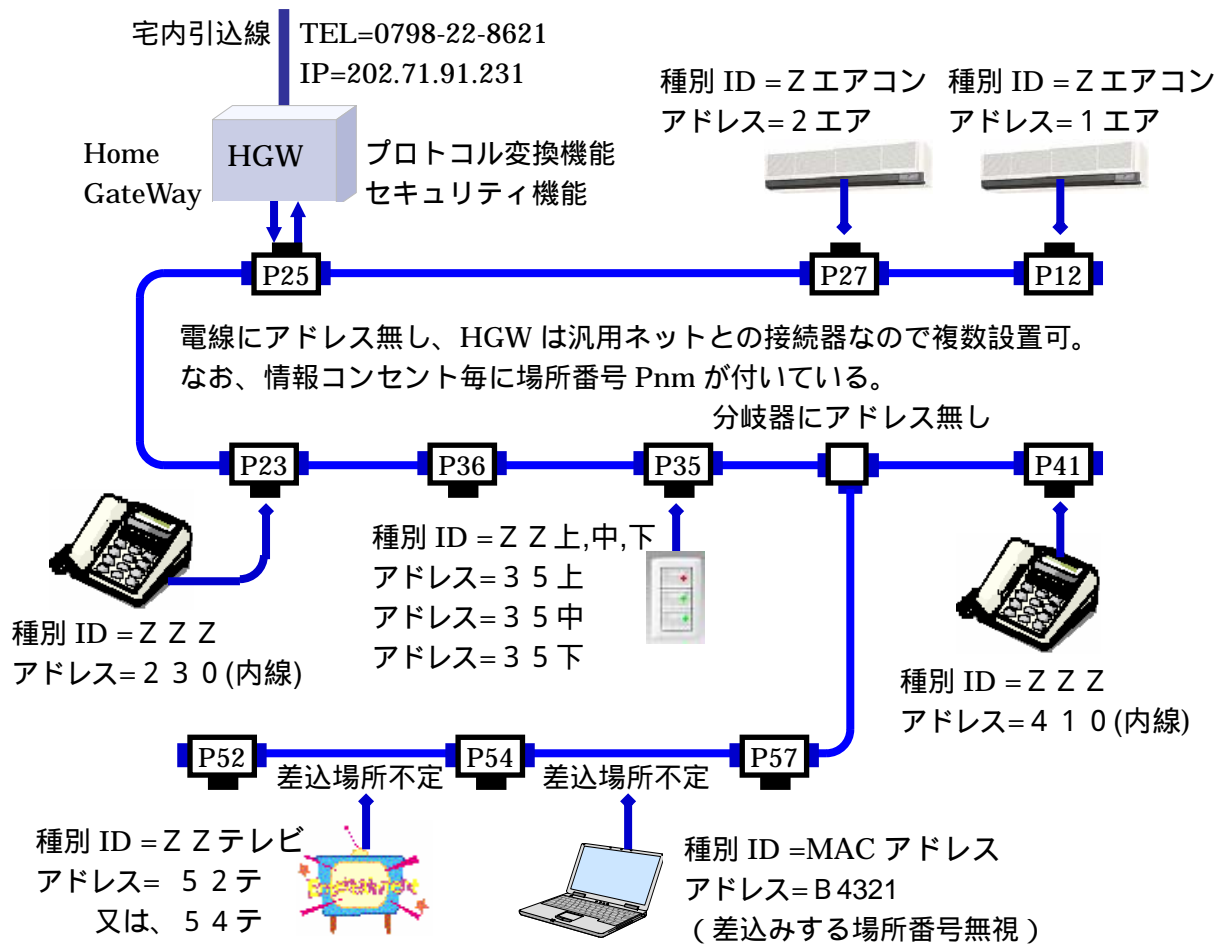 宅内引込線
TEL=0798-22-8621
IP=202.71.91.231
Home
GateWay
HGW
プロトコル変換機能
セキュリティ機能
種別 ID =Zエアコン
アドレス=2エア
種別 ID =Zエアコン
アドレス=1エア
P25
P27
P12
電線にアドレス無し、HGW は汎用ネットとの接続器なので複数設置可。
なお、情報コンセント毎に場所番号 Pnm が付いている。
分岐器にアドレス無し
P23
P36
P35
P41
種別 ID =ZZZ
アドレス=230(内線)
種別 ID =ZZ上,中,下
アドレス=35上
アドレス=35中
アドレス=35下
種別 ID =ZZZ
アドレス=410(内線)
P52
P54
P57
差込場所不定
差込場所不定
種別 ID =ZZテレビ
アドレス= 52テ
又は、54テ
種別 ID =MAC アドレス
アドレス=B4321
(差込みする場所番号無視)